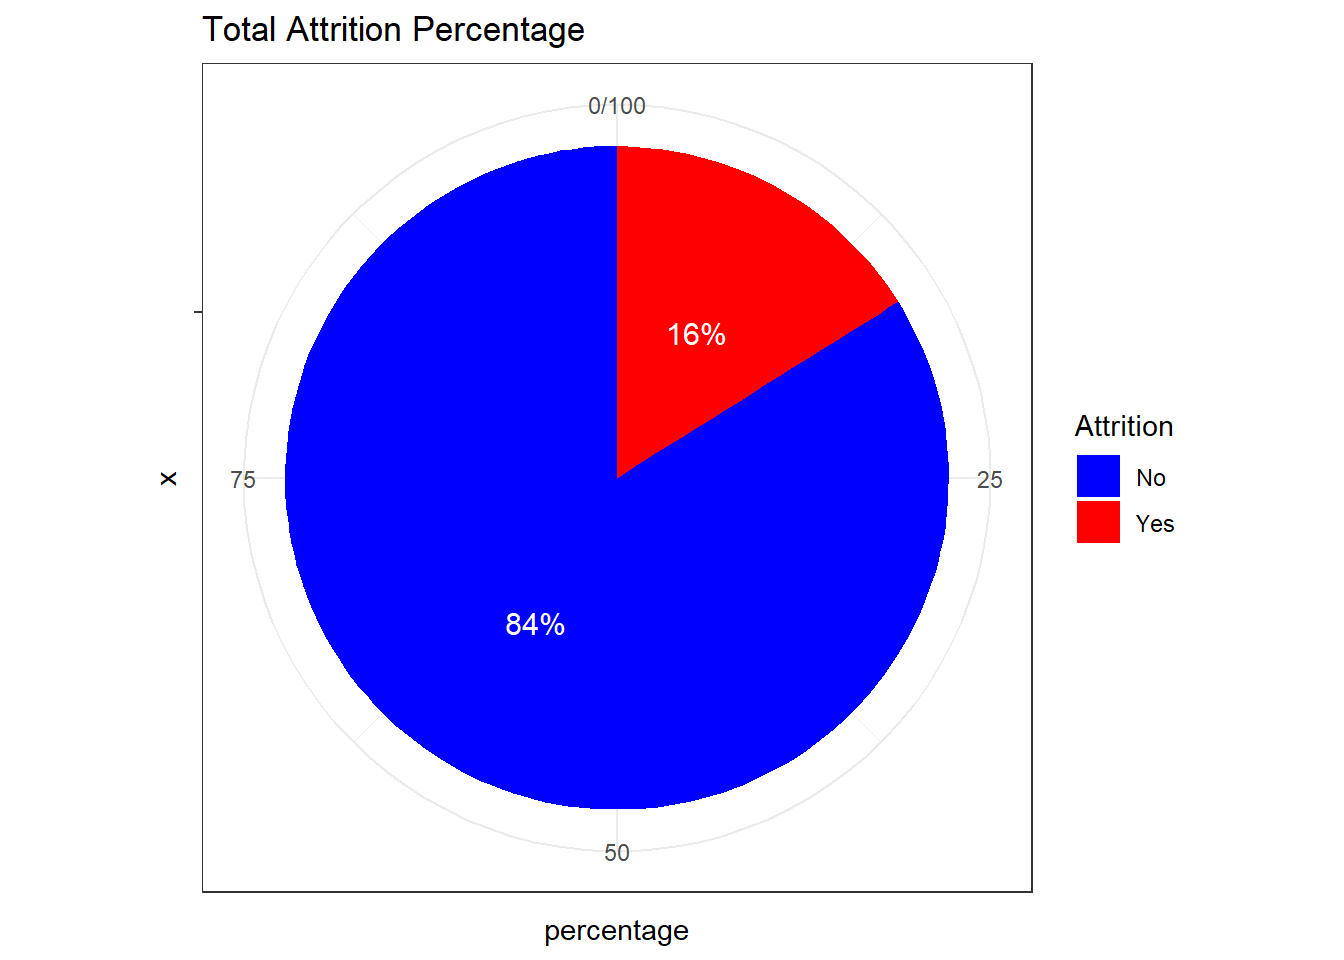 Total Attrition Percentage
0/100
16%
x
75
25
84%
50
percentage
Attrition
No
Yes